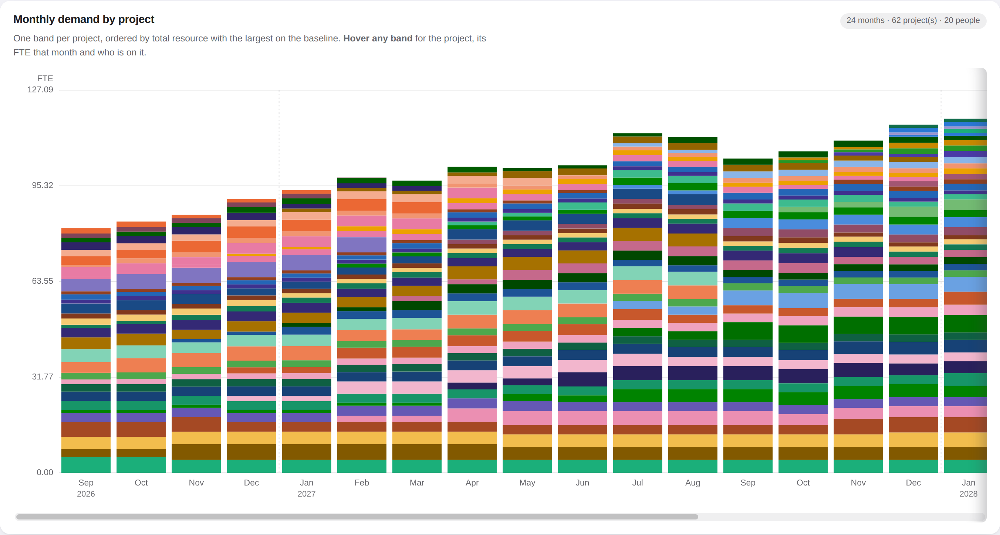 Monthly demand by project
24 months · 62 project(s) · 20 people
One band per project, ordered by total resource with the largest on the baseline. Hover any band for the project, its
FTE that month and who is on it.
FTE
127.09
95.32
63.55
31.77
0.00
Sep Oct Nov Dec Jan Feb Mar Apr May Jun Jul Aug Sep Oct Nov Dec Jan
2026 2027 2028